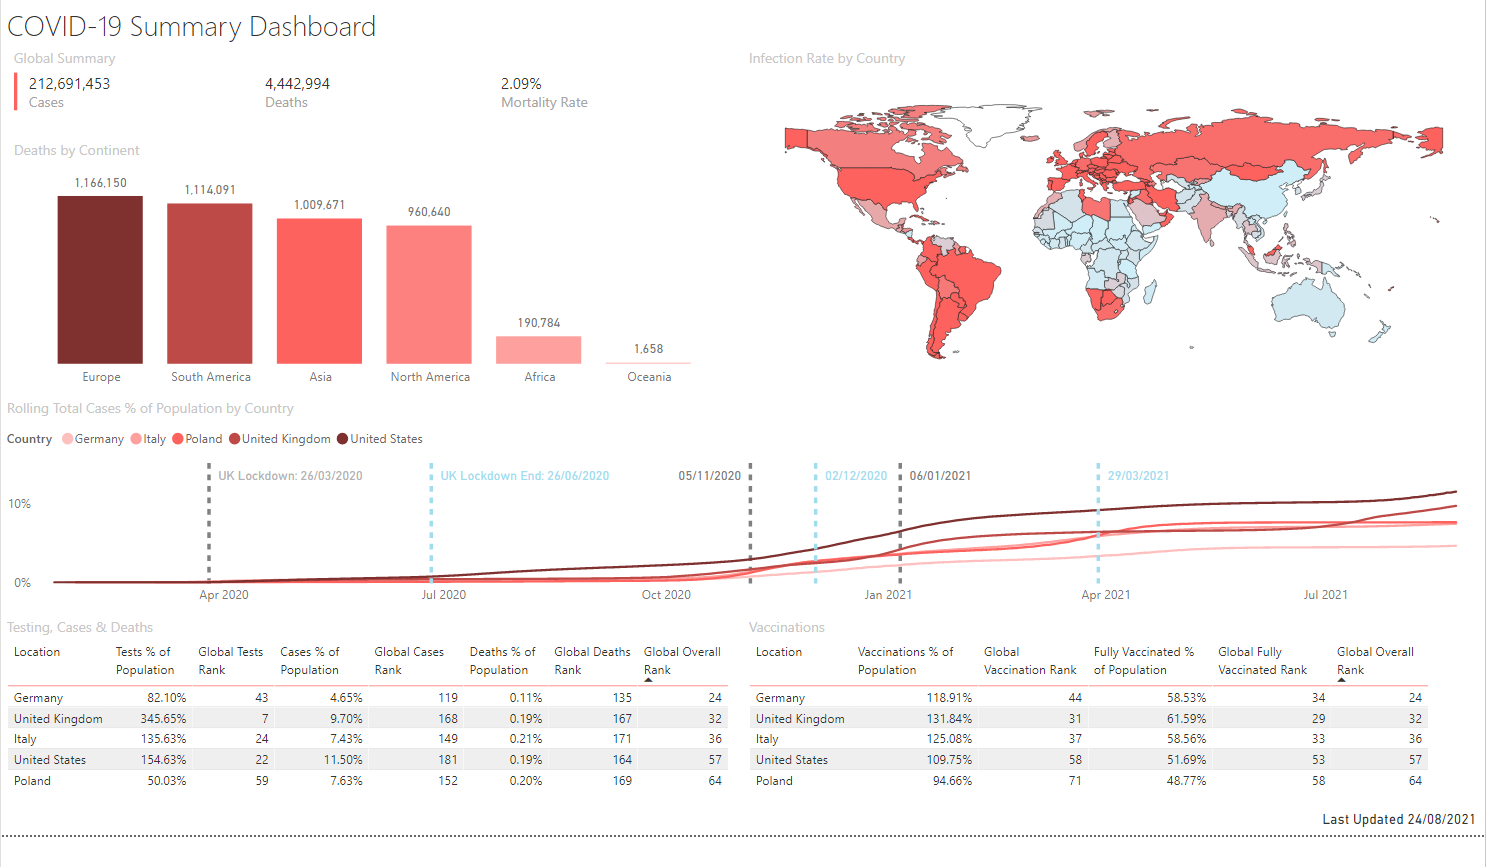 COVID-19 Summary Dashboard
Global Summary
212,691,453 4,442,994 2.09%
Cases Deaths Mortality Rate
Deaths by Continent
1,166,150 1,114,091 1,009,671 960,640 190,784 1,658
Europe South America Asia North America Africa Oceania
Infection Rate by Country
Rolling Total Cases % of Population by Country
Country Germany Italy Poland United Kingdom United States
UK Lockdown: 26/03/2020 UK Lockdown End: 26/06/2020 05/11/2020 02/12/2020 06/01/2021 29/03/2021
10%
0%
Apr 2020 Jul 2020 Oct 2020 Jan 2021 Apr 2021 Jul 2021
Testing, Cases & Deaths
Location Tests % of Global Tests Cases % of Global Cases Deaths % of Global Deaths Global Overall
Population Rank Population Rank Population Rank Rank
Germany 82.10% 43 4.65% 119 0.11% 135 24
United Kingdom 345.65% 7 9.70% 168 0.19% 167 32
Italy 135.63% 24 7.43% 149 0.21% 171 36
United States 154.63% 22 11.50% 181 0.19% 164 57
Poland 50.03% 59 7.63% 152 0.20% 169 64
Vaccinations
Location Vaccinations % of Global Fully Vaccinated % Global Fully Global Overall
Population Vaccination Rank of Population Vaccinated Rank Rank
Germany 118.91% 44 58.53% 34 24
United Kingdom 131.84% 31 61.59% 29 32
Italy 125.08% 37 58.56% 33 36
United States 109.75% 58 51.69% 53 57
Poland 94.66% 71 48.77% 58 64
Last Updated 24/08/2021